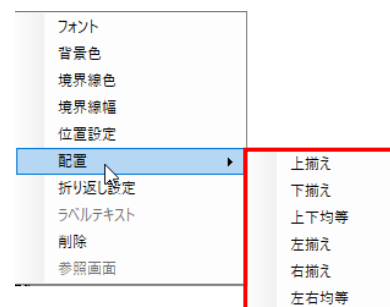 フォント
背景色
境界線色
境界線幅
位置設定
配置
折り返し設定
ラベルテキスト
削除
参照画面
上揃え
下揃え
上下均等
左揃え
右揃え
左右均等